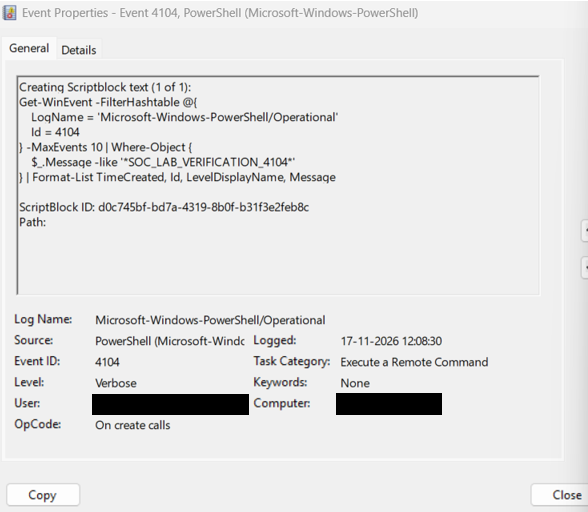 Event Properties - Event 4104, PowerShell (Microsoft-Windows-PowerShell)
General Details
Creating Scriptblock text (1 of 1):
Get-WinEvent -FilterHashtable @{
LogName = 'Microsoft-Windows-PowerShell/Operational'
Id = 4104
} -MaxEvents 10 | Where-Object {
$_.Message -like '*SOC_LAB_VERIFICATION_4104*'
} | Format-List TimeCreated, Id, LevelDisplayName, Message
ScriptBlock ID: d0c745bf-bd7a-4319-8b0f-b31f3e2feb8c
Path:
Log Name: Microsoft-Windows-PowerShell/Operational
Source: PowerShell (Microsoft-Windc Logged: 17-11-2026 12:08:30
Event ID: 4104 Task Category: Execute a Remote Command
Level: Verbose Keywords: None
User: Computer:
OpCode: On create calls
Copy Close